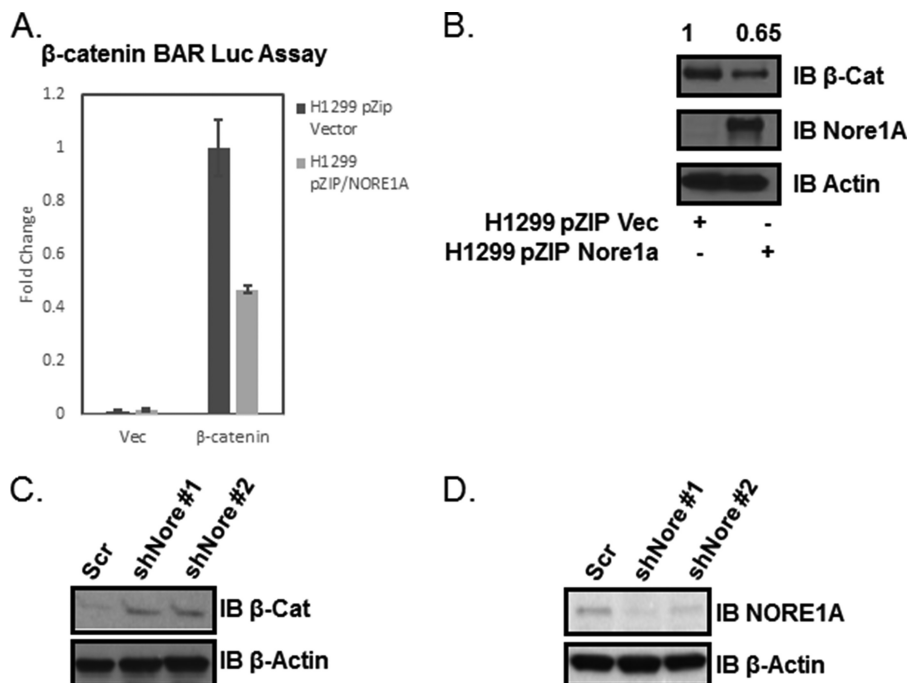 A.
β-catenin BAR Luc Assay
1.2
1
0.8
0.6
0.4
0.2
0
Fold Change
Vec
β-catenin
H1299 pZip
Vector
H1299
pZIP/NORE1A
B.
1 0.65
IB β-Cat
IB Nore1A
IB Actin
H1299 pZIP Vec + -
H1299 pZIP Nore1a - +
C.
Scr
shNore #1
shNore #2
IB β-Cat
IB β-Actin
D.
Scr
shNore #1
shNore #2
IB NORE1A
IB β-Actin